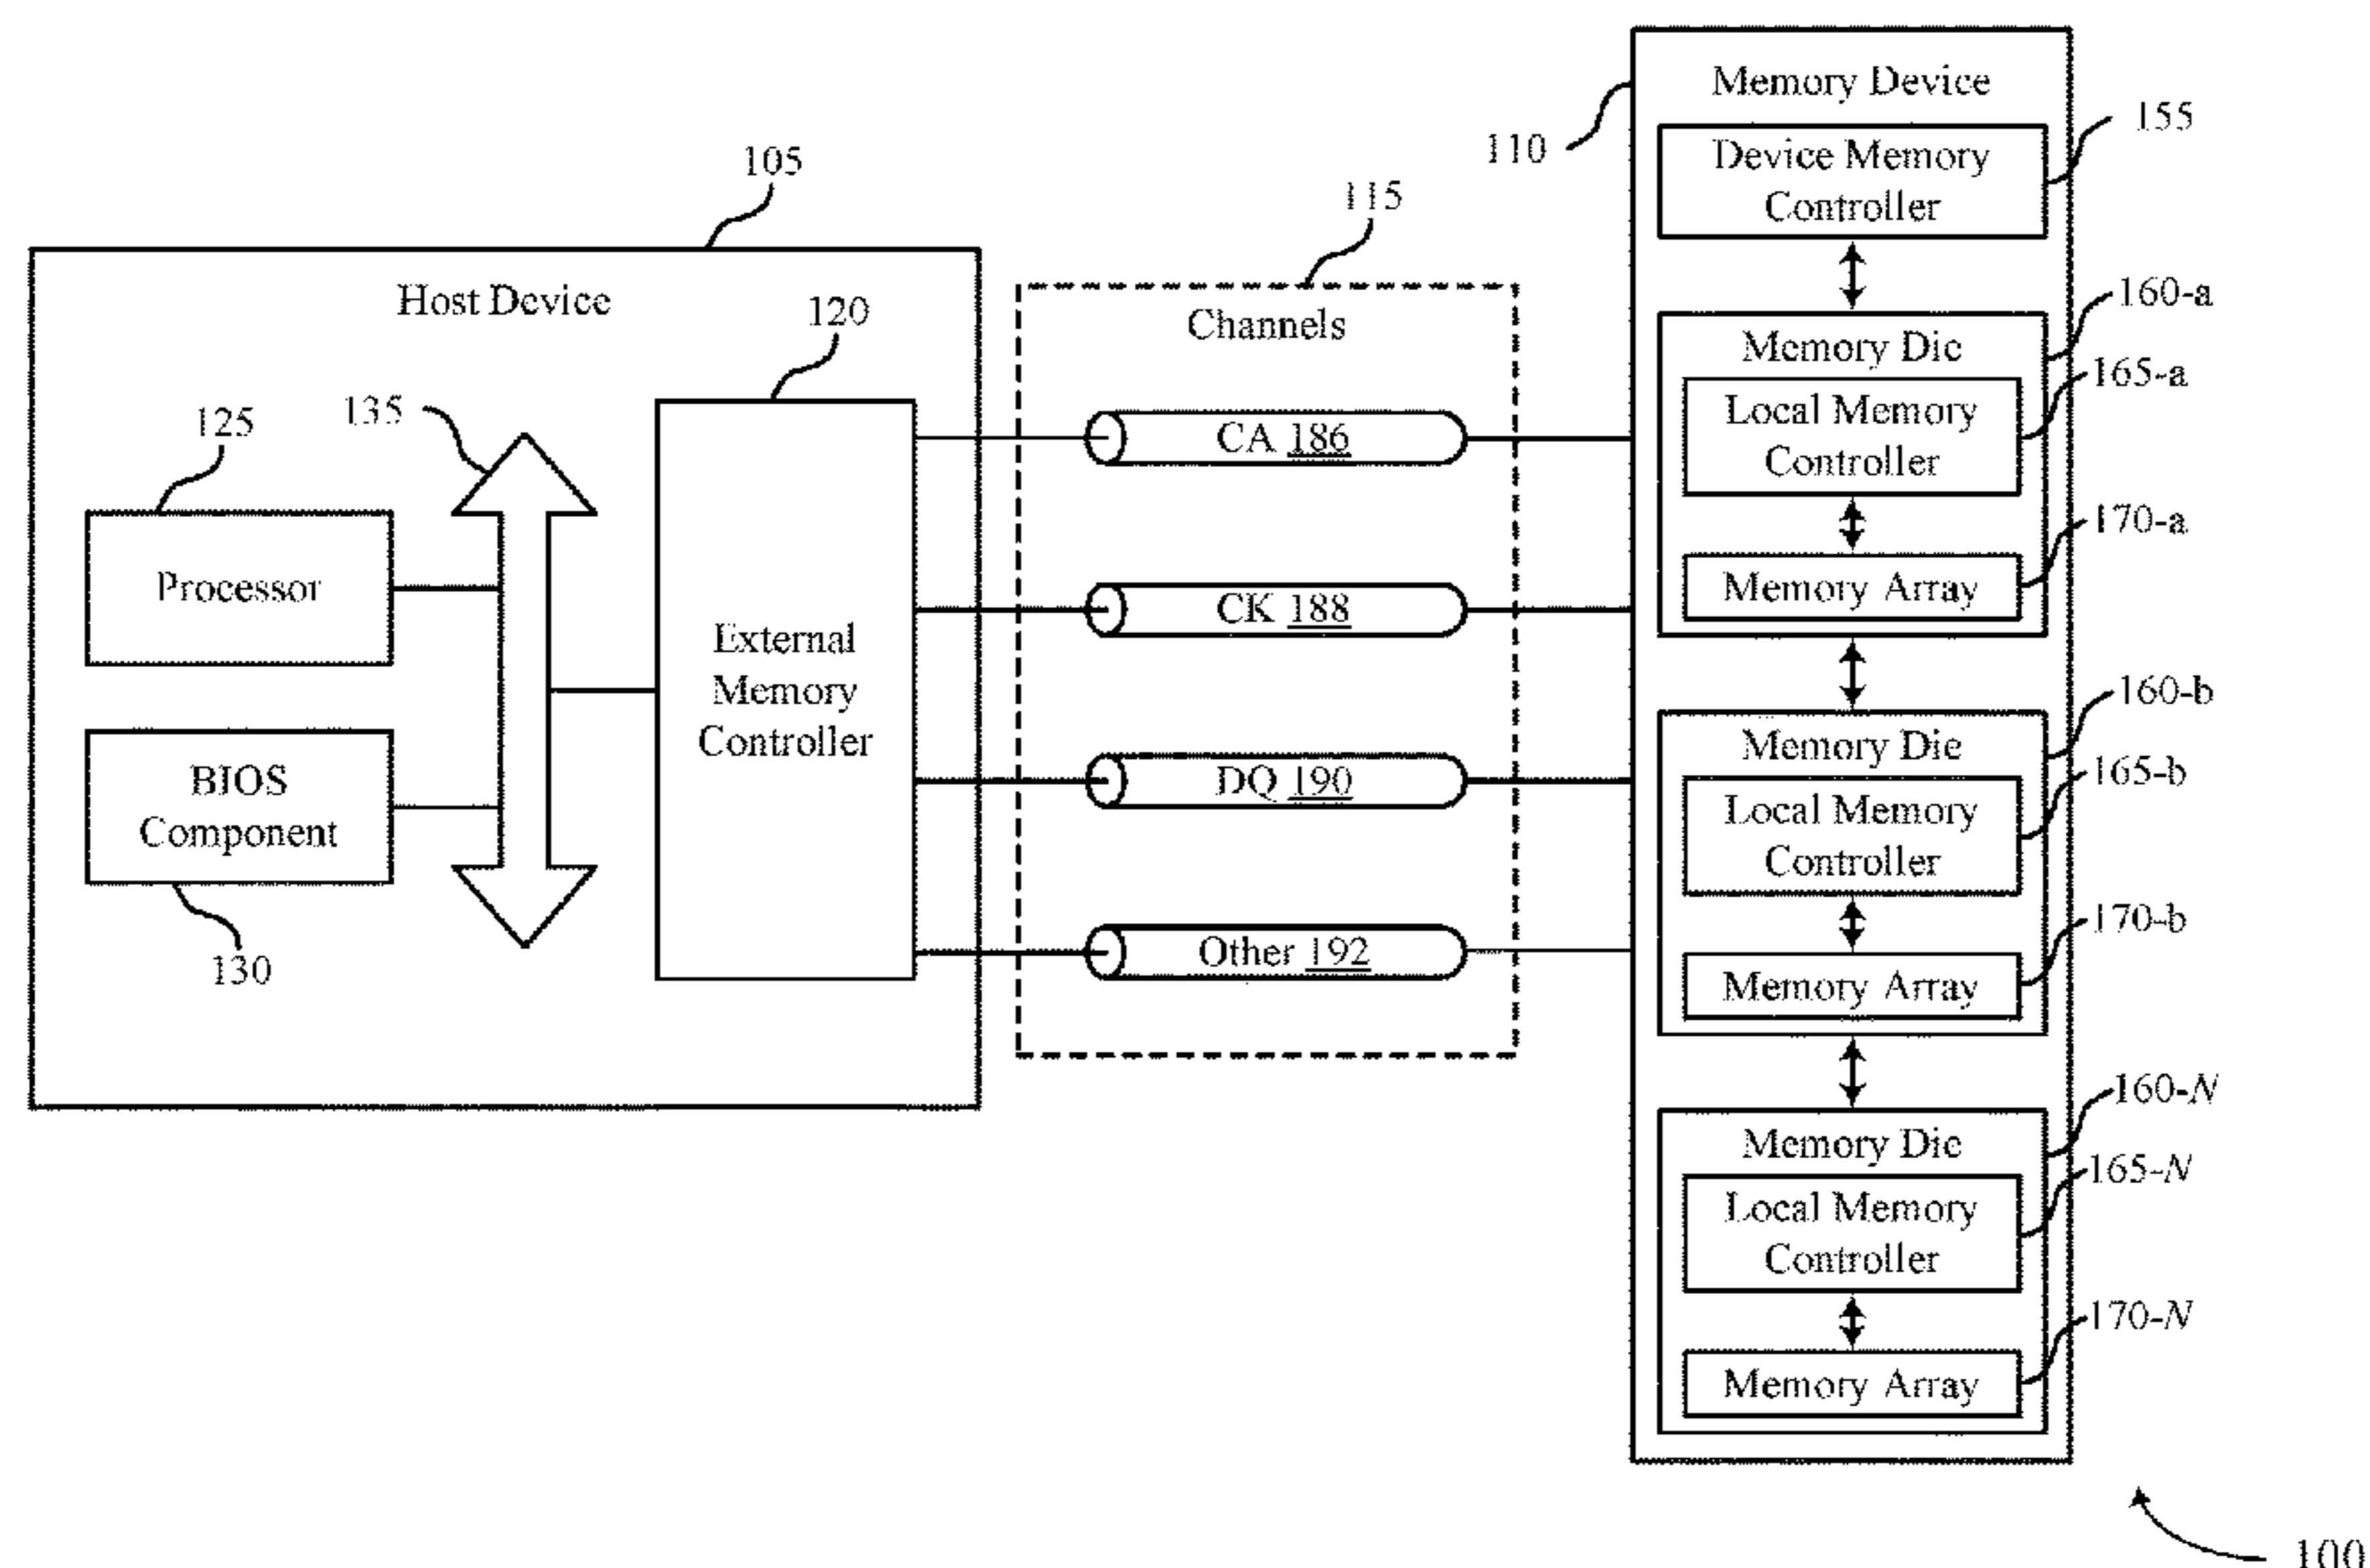 Memory Device
155
Device Memory
Controller
110
105
115
Host Device
120
Channels
160-a
Memory Die
165-a
Local Memory
Controller
125
135
CA 186
170-a
Memory Array
Processor
CK 188
External
Memory
Controller
160-b
Memory Die
165-b
Local Memory
Controller
BIOS
Component
DQ 190
130
Other 192
170-b
Memory Array
160-N
Memory Die
165-N
Local Memory
Controller
170-N
Memory Array
100